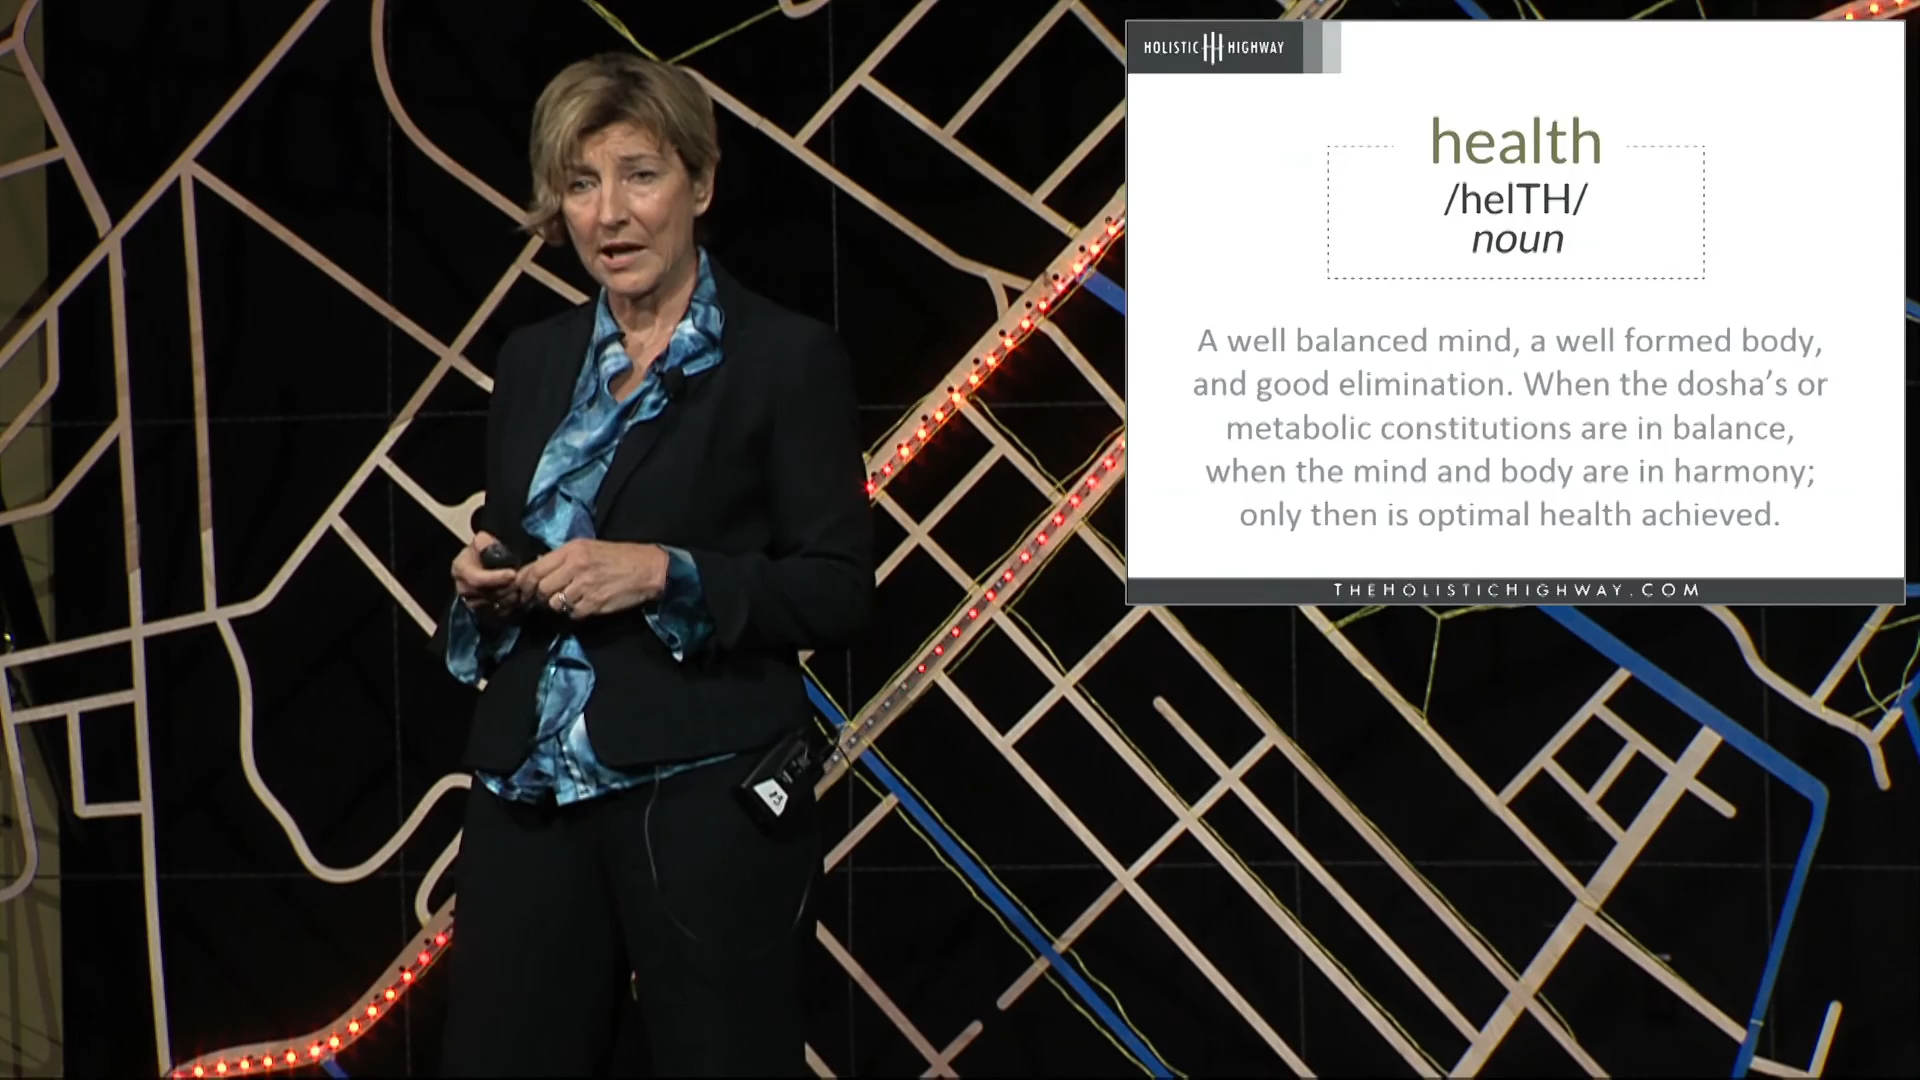 HOLISTIC HIGHWAY
health
/helTH/
noun
A well balanced mind, a well formed body,
and good elimination. When the dosha's or
metabolic constitutions are in balance,
when the mind and body are in harmony;
only then is optimal health achieved.
THEHOLISTICHIGHWAY.COM